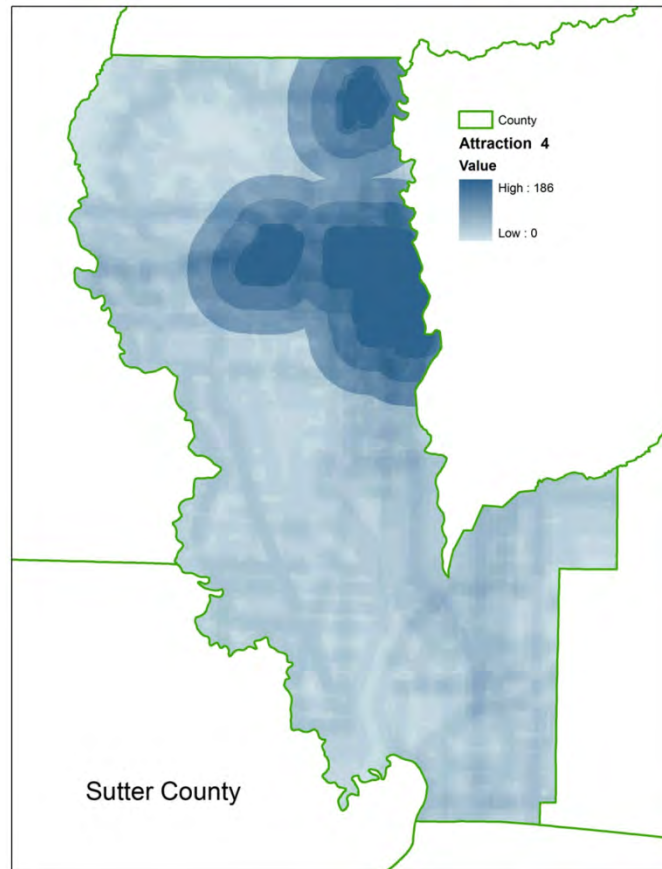 County
Attraction 4
Value
High : 186
Low : 0
Sutter County